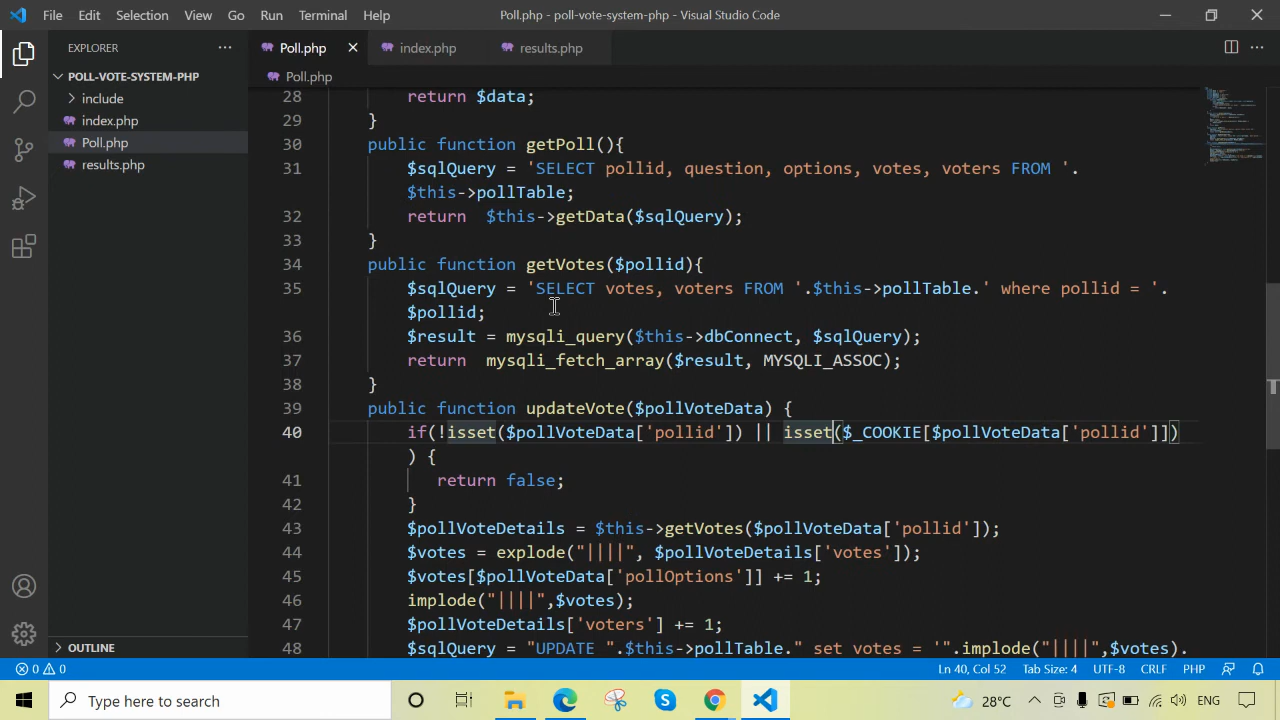 File Edit Selection View Go Run Terminal Help
Poll.php - poll-vote-system-php - Visual Studio Code
EXPLORER
POLL-VOTE-SYSTEM-PHP
include
index.php
Poll.php
results.php
OUTLINE
Poll.php index.php results.php
Poll.php
28 return $data;
29 }
30 public function getPoll(){
31 $sqlQuery = 'SELECT pollid, question, options, votes, voters FROM '.
$this->pollTable;
32 return  $this->getData($sqlQuery);
33 }
34 public function getVotes($pollid){
35 $sqlQuery = 'SELECT votes, voters FROM '.$this->pollTable.' where pollid = '.
$pollid;
36 $result = mysqli_query($this->dbConnect, $sqlQuery);
37 return  mysqli_fetch_array($result, MYSQLI_ASSOC);
38 }
39 public function updateVote($pollVoteData) {
40 if(!isset($pollVoteData['pollid']) || isset($_COOKIE[$pollVoteData['pollid']])
) {
41 return false;
42 }
43 $pollVoteDetails = $this->getVotes($pollVoteData['pollid']);
44 $votes = explode("||||", $pollVoteDetails['votes']);
45 $votes[$pollVoteData['pollOptions']] += 1;
46 implode("||||",$votes);
47 $pollVoteDetails['voters'] += 1;
48 $sqlQuery = "UPDATE ".$this->pollTable." set votes = '".implode("||||",$votes).
0 0
Ln 40, Col 52 Tab Size: 4 UTF-8 CRLF PHP
Type here to search
28°C ENG